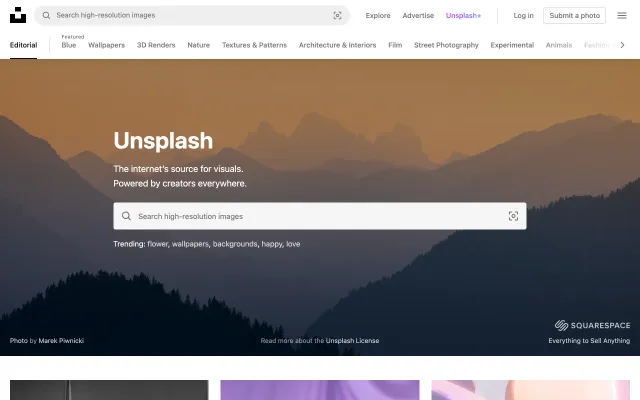 Search high-resolution images
Explore
Advertise
Unsplash+
Log in
Submit a photo
Editorial
Featured
Blue
Wallpapers
3D Renders
Nature
Textures & Patterns
Architecture & Interiors
Film
Street Photography
Experimental
Animals
Fashion
Unsplash
The internet's source for visuals.
Powered by creators everywhere.
Search high-resolution images
Trending: flower, wallpapers, backgrounds, happy, love
SQUARESPACE
Photo by Marek Piwnicki
Read more about the Unsplash License
Everything to Sell Anything